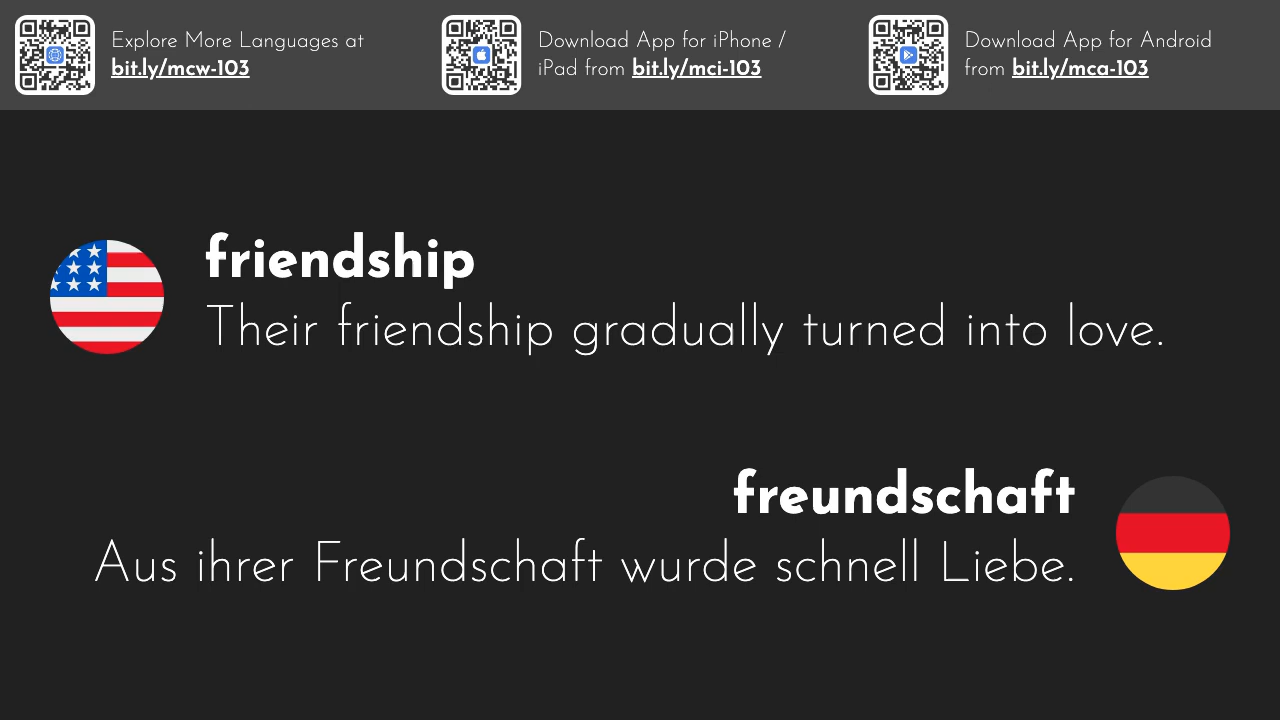 Explore More Languages at
bit.ly/mcw-103
Download App for iPhone /
iPad from bit.ly/mci-103
Download App for Android
from bit.ly/mca-103
friendship
Their friendship gradually turned into love.
freundschaft
Aus ihrer Freundschaft wurde schnell Liebe.